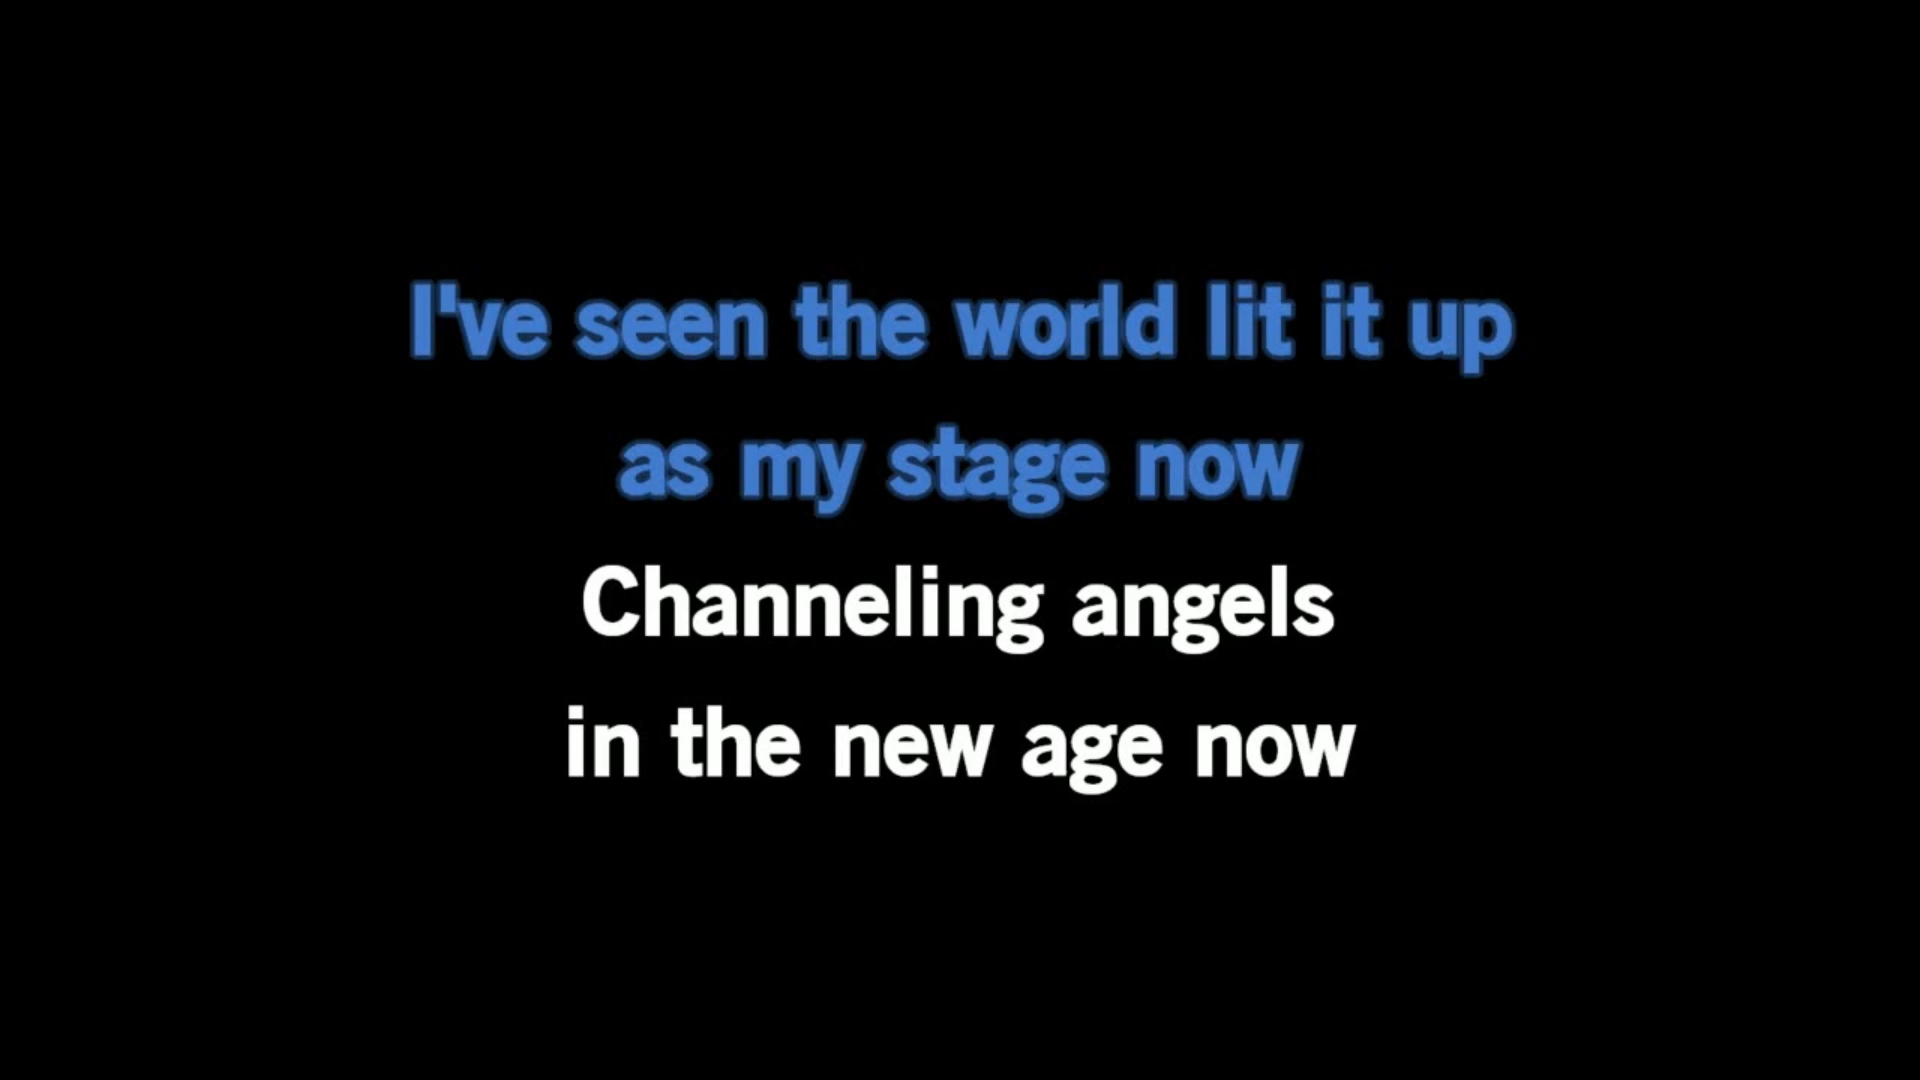 I've seen the world lit it up
as my stage now
Channeling angels
in the new age now